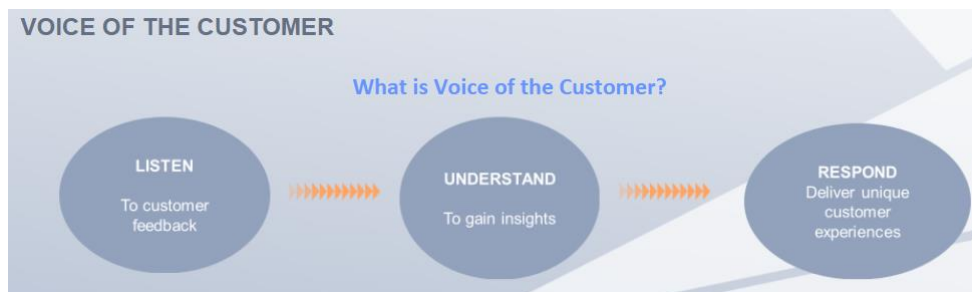 VOICE OF THE CUSTOMER
What is Voice of the Customer?
LISTEN
To customer
feedback
UNDERSTAND
To gain insights
RESPOND
Deliver unique
customer
experiences